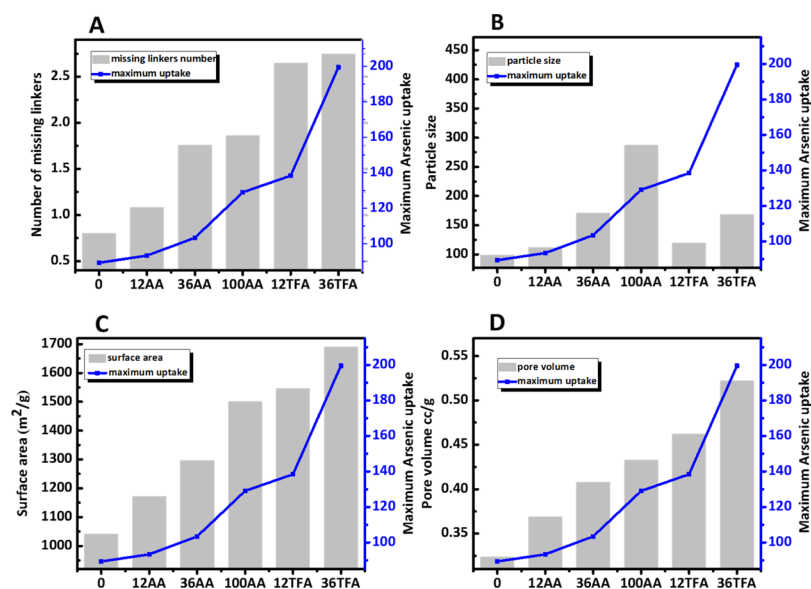 A
missing linkers number
maximum uptake
Number of missing linkers
2.5
2.0
1.5
1.0
0.5
200
180
160
140
120
100
Maximum Arsenic uptake
0 12AA 36AA 100AA 12TFA 36TFA
B
particle size
maximum uptake
Particle size
450
400
350
300
250
200
150
100
200
180
160
140
120
100
Maximum Arsenic uptake
0 12AA 36AA 100AA 12TFA 36TFA
C
surface area
maximum uptake
Surface area (m²/g)
1700
1600
1500
1400
1300
1200
1100
1000
200
180
160
140
120
100
Maximum Arsenic uptake
0 12AA 36AA 100AA 12TFA 36TFA
D
pore volume
maximum uptake
Pore volume cc/g
0.55
0.50
0.45
0.40
0.35
200
180
160
140
120
100
Maximum Arsenic uptake
0 12AA 36AA 100AA 12TFA 36TFA